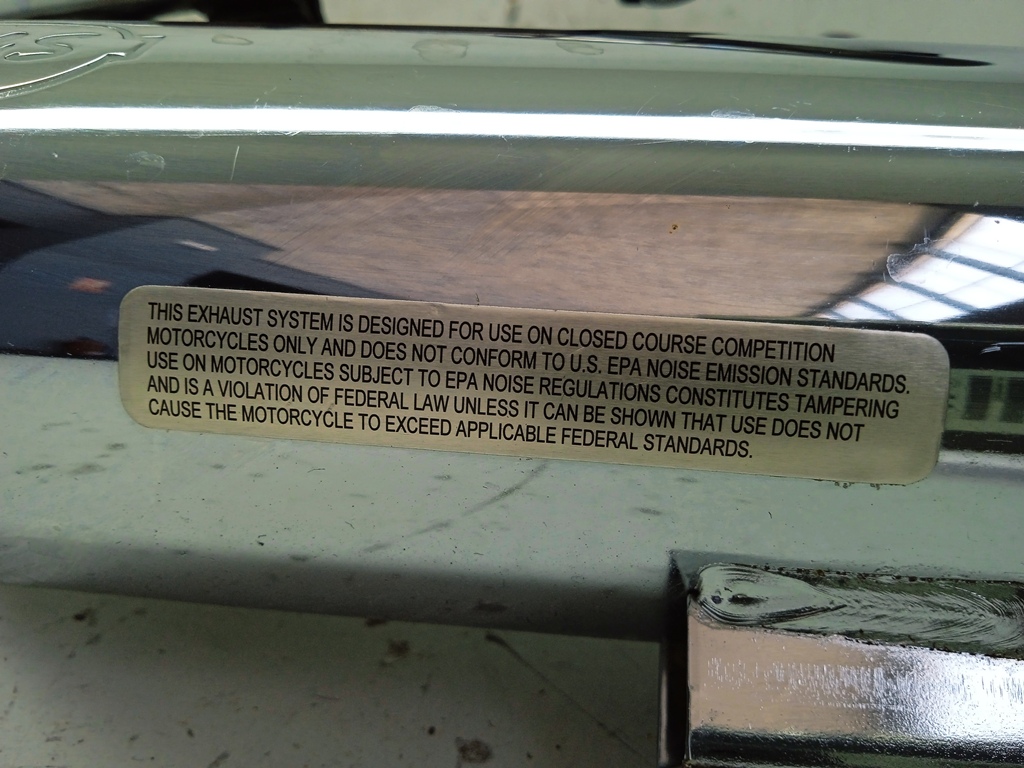 THIS EXHAUST SYSTEM IS DESIGNED FOR USE ON CLOSED COURSE COMPETITION
MOTORCYCLES ONLY AND DOES NOT CONFORM TO U.S. EPA NOISE EMISSION STANDARDS.
USE ON MOTORCYCLES SUBJECT TO EPA NOISE REGULATIONS CONSTITUTES TAMPERING
AND IS A VIOLATION OF FEDERAL LAW UNLESS IT CAN BE SHOWN THAT USE DOES NOT
CAUSE THE MOTORCYCLE TO EXCEED APPLICABLE FEDERAL STANDARDS.